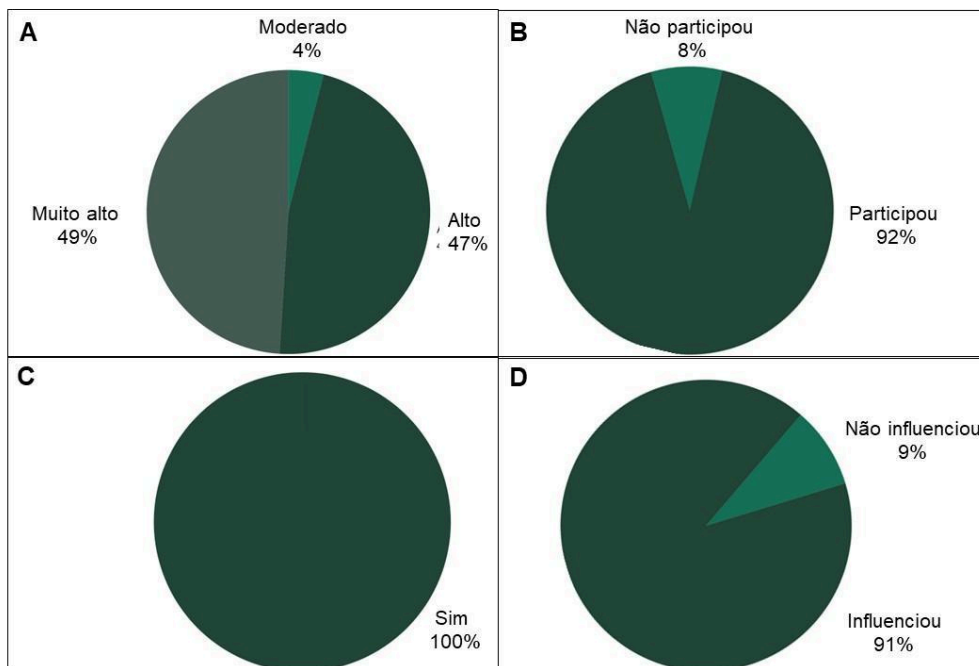 A
Moderado
4%
Muito alto
49%
Alto
47%
B
Não participou
8%
Participou
92%
C
Sim
100%
D
Não influenciou
9%
Influenciou
91%